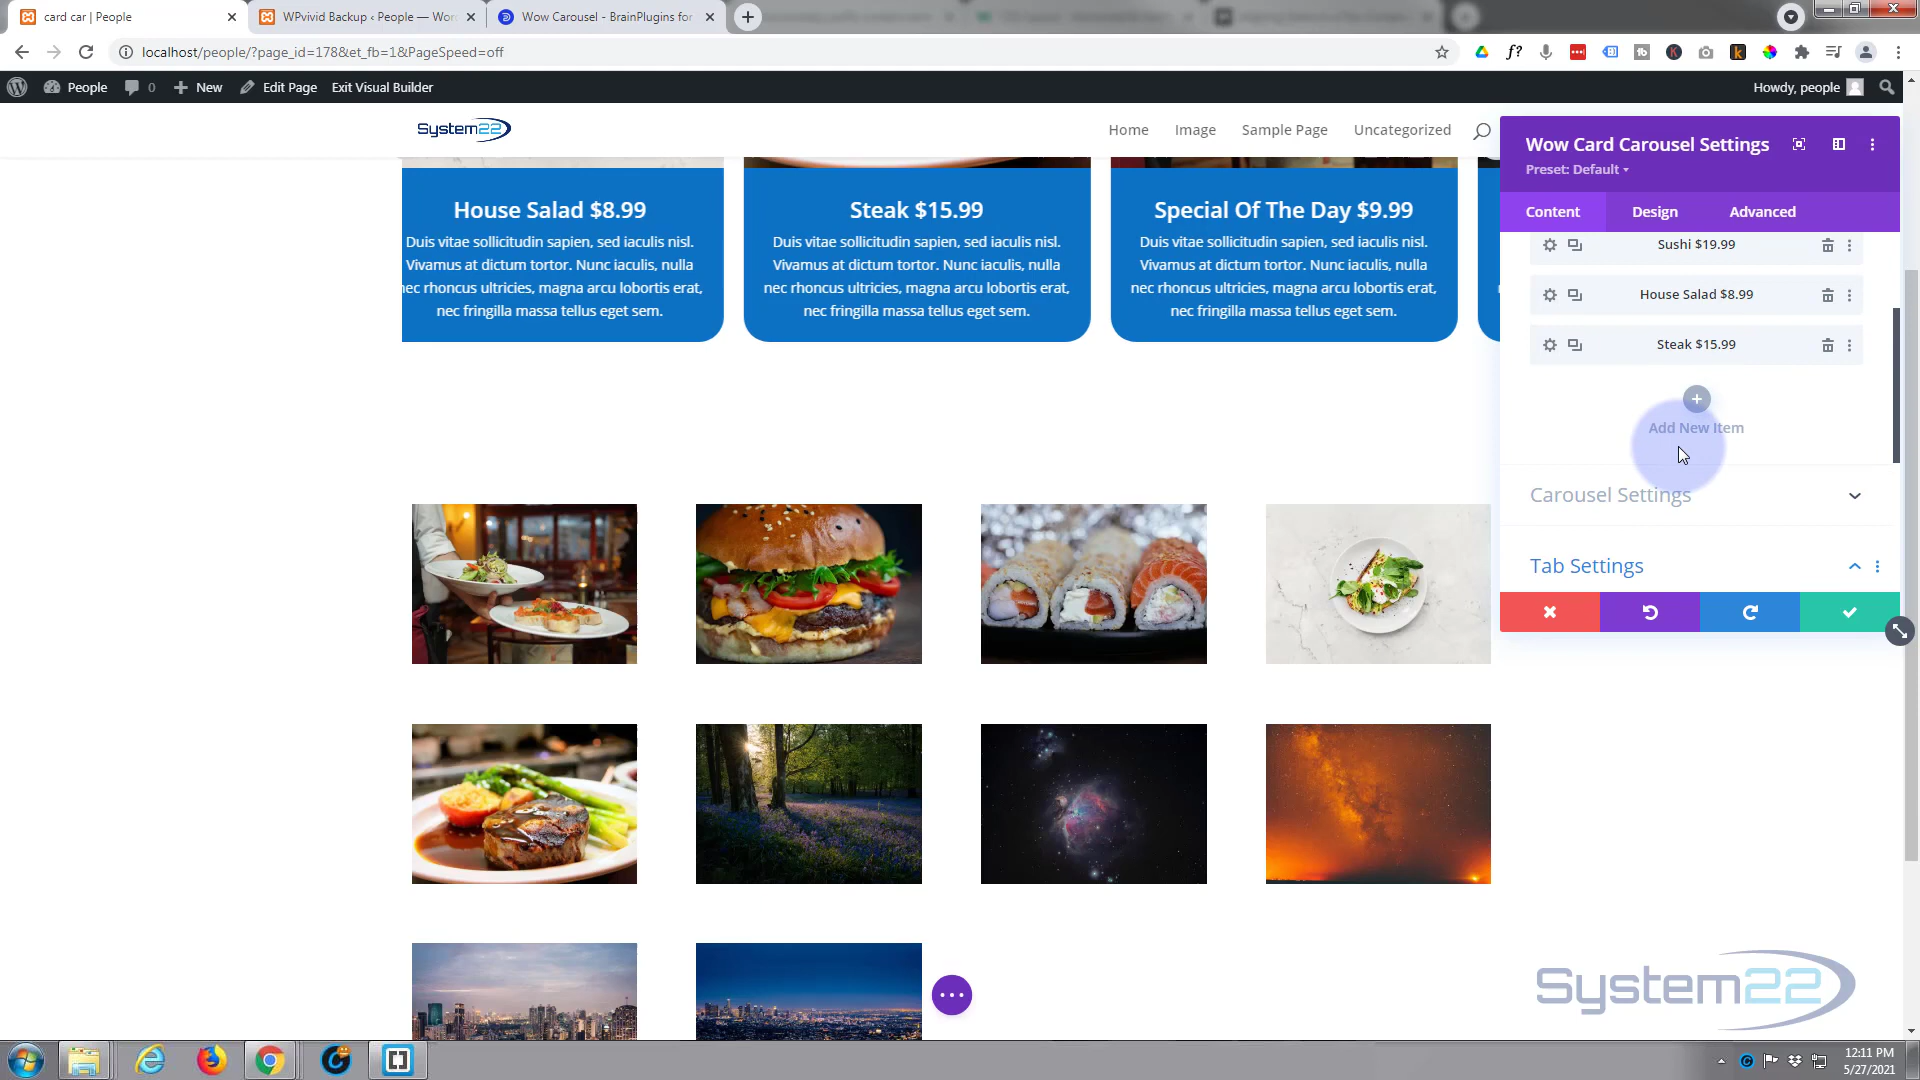 card car | People
WPvivid Backup ‹ People — Wor
Wow Carousel - BrainPlugins for
localhost/people/?page_id=178&et_fb=1&PageSpeed=off
People
0
New
Edit Page
Exit Visual Builder
Howdy, people
System22
Home
Image
Sample Page
Uncategorized
Wow Card Carousel Settings
Preset: Default
Content
Design
Advanced
Sushi $19.99
House Salad $8.99
Steak $15.99
Add New Item
Carousel Settings
Tab Settings
House Salad $8.99
Duis vitae sollicitudin sapien, sed iaculis nisl.
Vivamus at dictum tortor. Nunc iaculis, nulla
nec rhoncus ultricies, magna arcu lobortis erat,
nec fringilla massa tellus eget sem.
Steak $15.99
Duis vitae sollicitudin sapien, sed iaculis nisl.
Vivamus at dictum tortor. Nunc iaculis, nulla
nec rhoncus ultricies, magna arcu lobortis erat,
nec fringilla massa tellus eget sem.
Special Of The Day $9.99
Duis vitae sollicitudin sapien, sed iaculis nisl.
Vivamus at dictum tortor. Nunc iaculis, nulla
nec rhoncus ultricies, magna arcu lobortis erat,
nec fringilla massa tellus eget sem.
System22
12:11 PM
5/27/2021